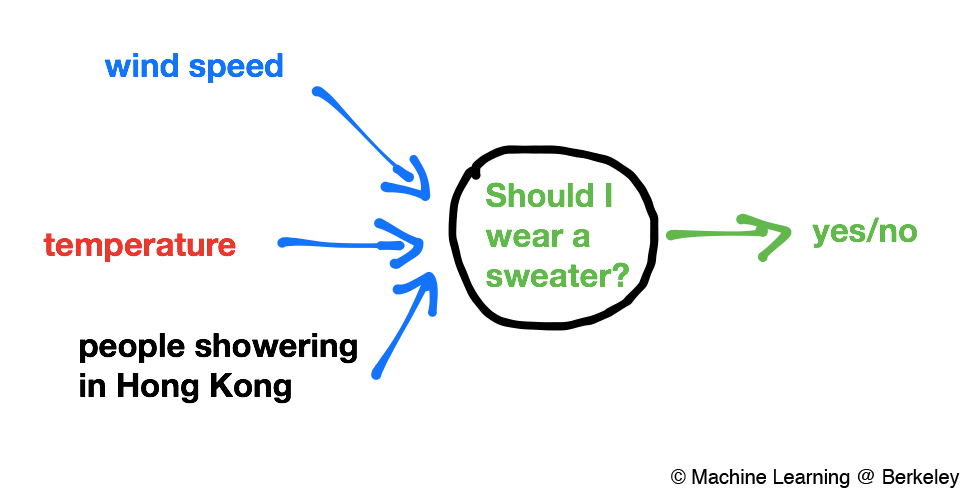 wind speed
temperature
people showering
in Hong Kong
Should I
wear a
sweater?
yes/no
© Machine Learning @ Berkeley